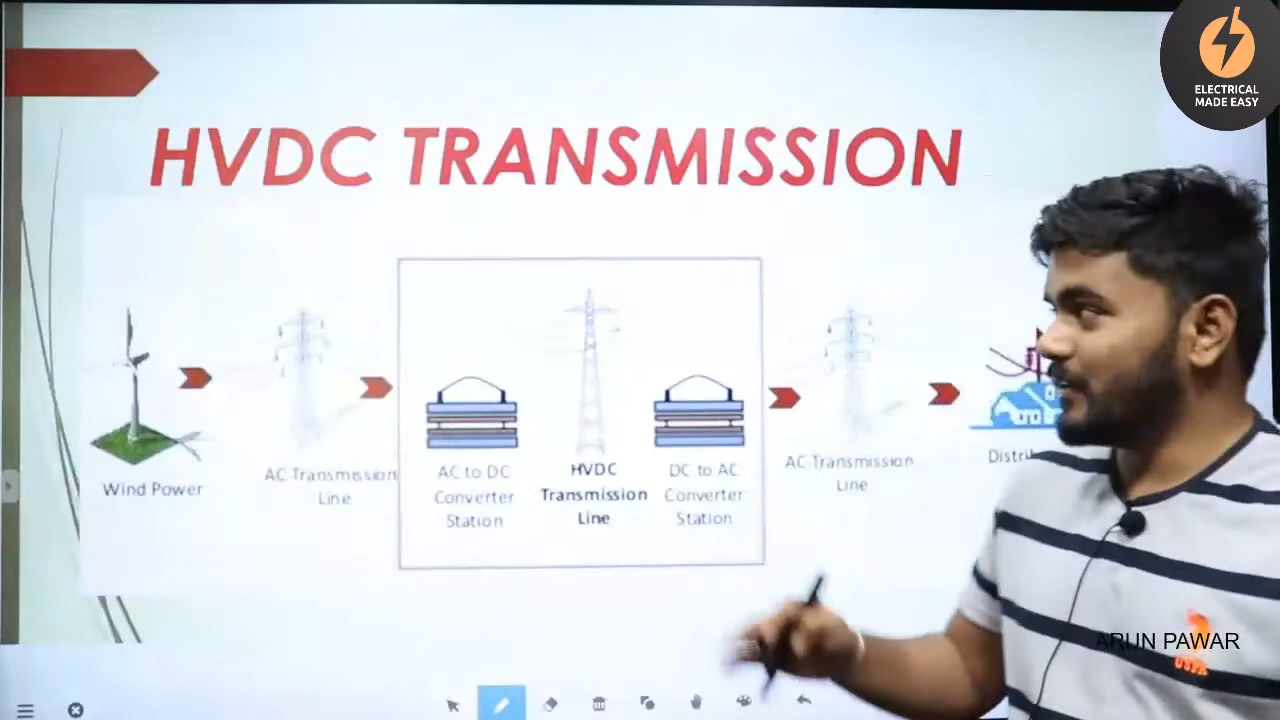 ELECTRICAL
MADE EASY
HVDC TRANSMISSION
Wind Power
AC Transmission
Line
AC to DC
Converter
Station
HVDC
Transmission
Line
DC to AC
Converter
Station
AC Transmission
Line
ARUN PAWAR